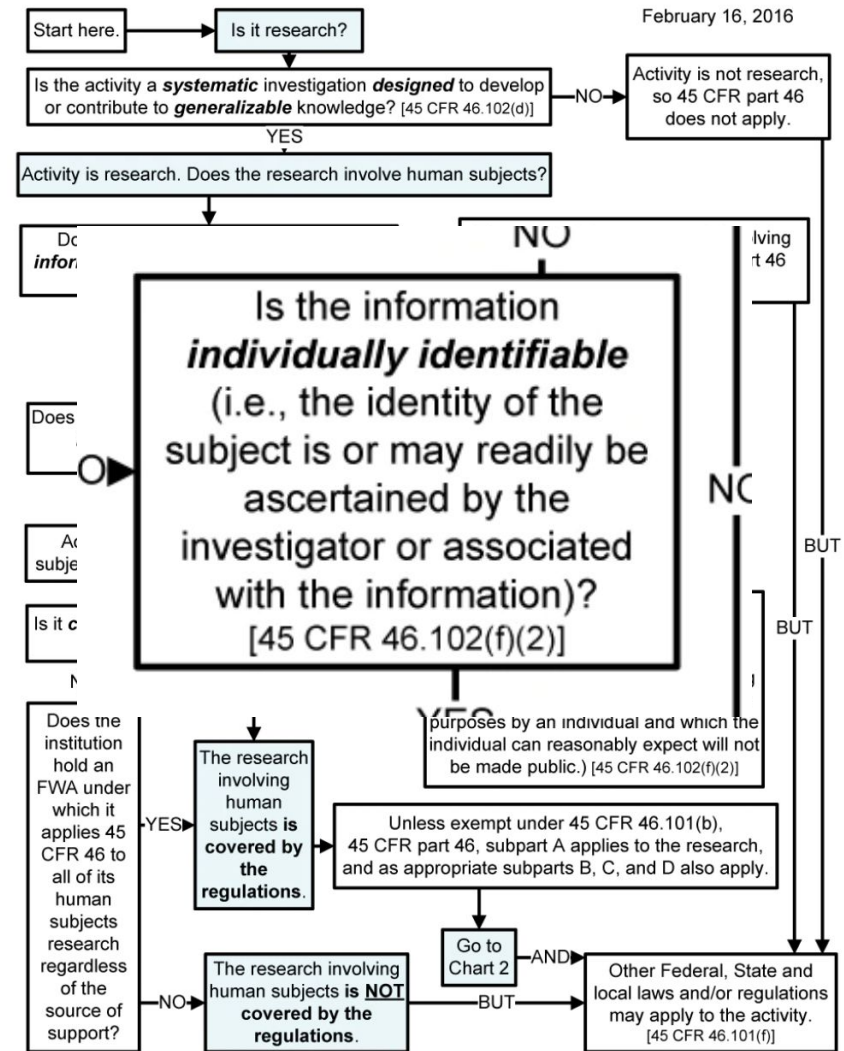 February 16, 2016
Start here.
Is it research?
Is the activity a systematic investigation designed to develop
or contribute to generalizable knowledge? [45 CFR 46.102(d)]
NO
Activity is not research,
so 45 CFR part 46
does not apply.
YES
Activity is research. Does the research involve human subjects?
NO
Is the information
individually identifiable
(i.e., the identity of the
subject is or may readily be
ascertained by the
investigator or associated
with the information)?
[45 CFR 46.102(f)(2)]
YES
Does
BUT
BUT
Is it
purposes by an individual and which the
individual can reasonably expect will not
be made public.) [45 CFR 46.102(f)(2)]
Does the
institution
hold an
FWA under
which it
applies 45
CFR 46 to
all of its
human
subjects
research
regardless
of the
source of
support?
YES
The research
involving
human
subjects is
covered by
the
regulations.
Unless exempt under 45 CFR 46.101(b),
45 CFR part 46, subpart A applies to the research,
and as appropriate subparts B, C, and D also apply.
Go to
Chart 2
AND
NO
The research involving
human subjects is NOT
covered by the
regulations.
BUT
Other Federal, State and
local laws and/or regulations
may apply to the activity.
[45 CFR 46.101(f)]